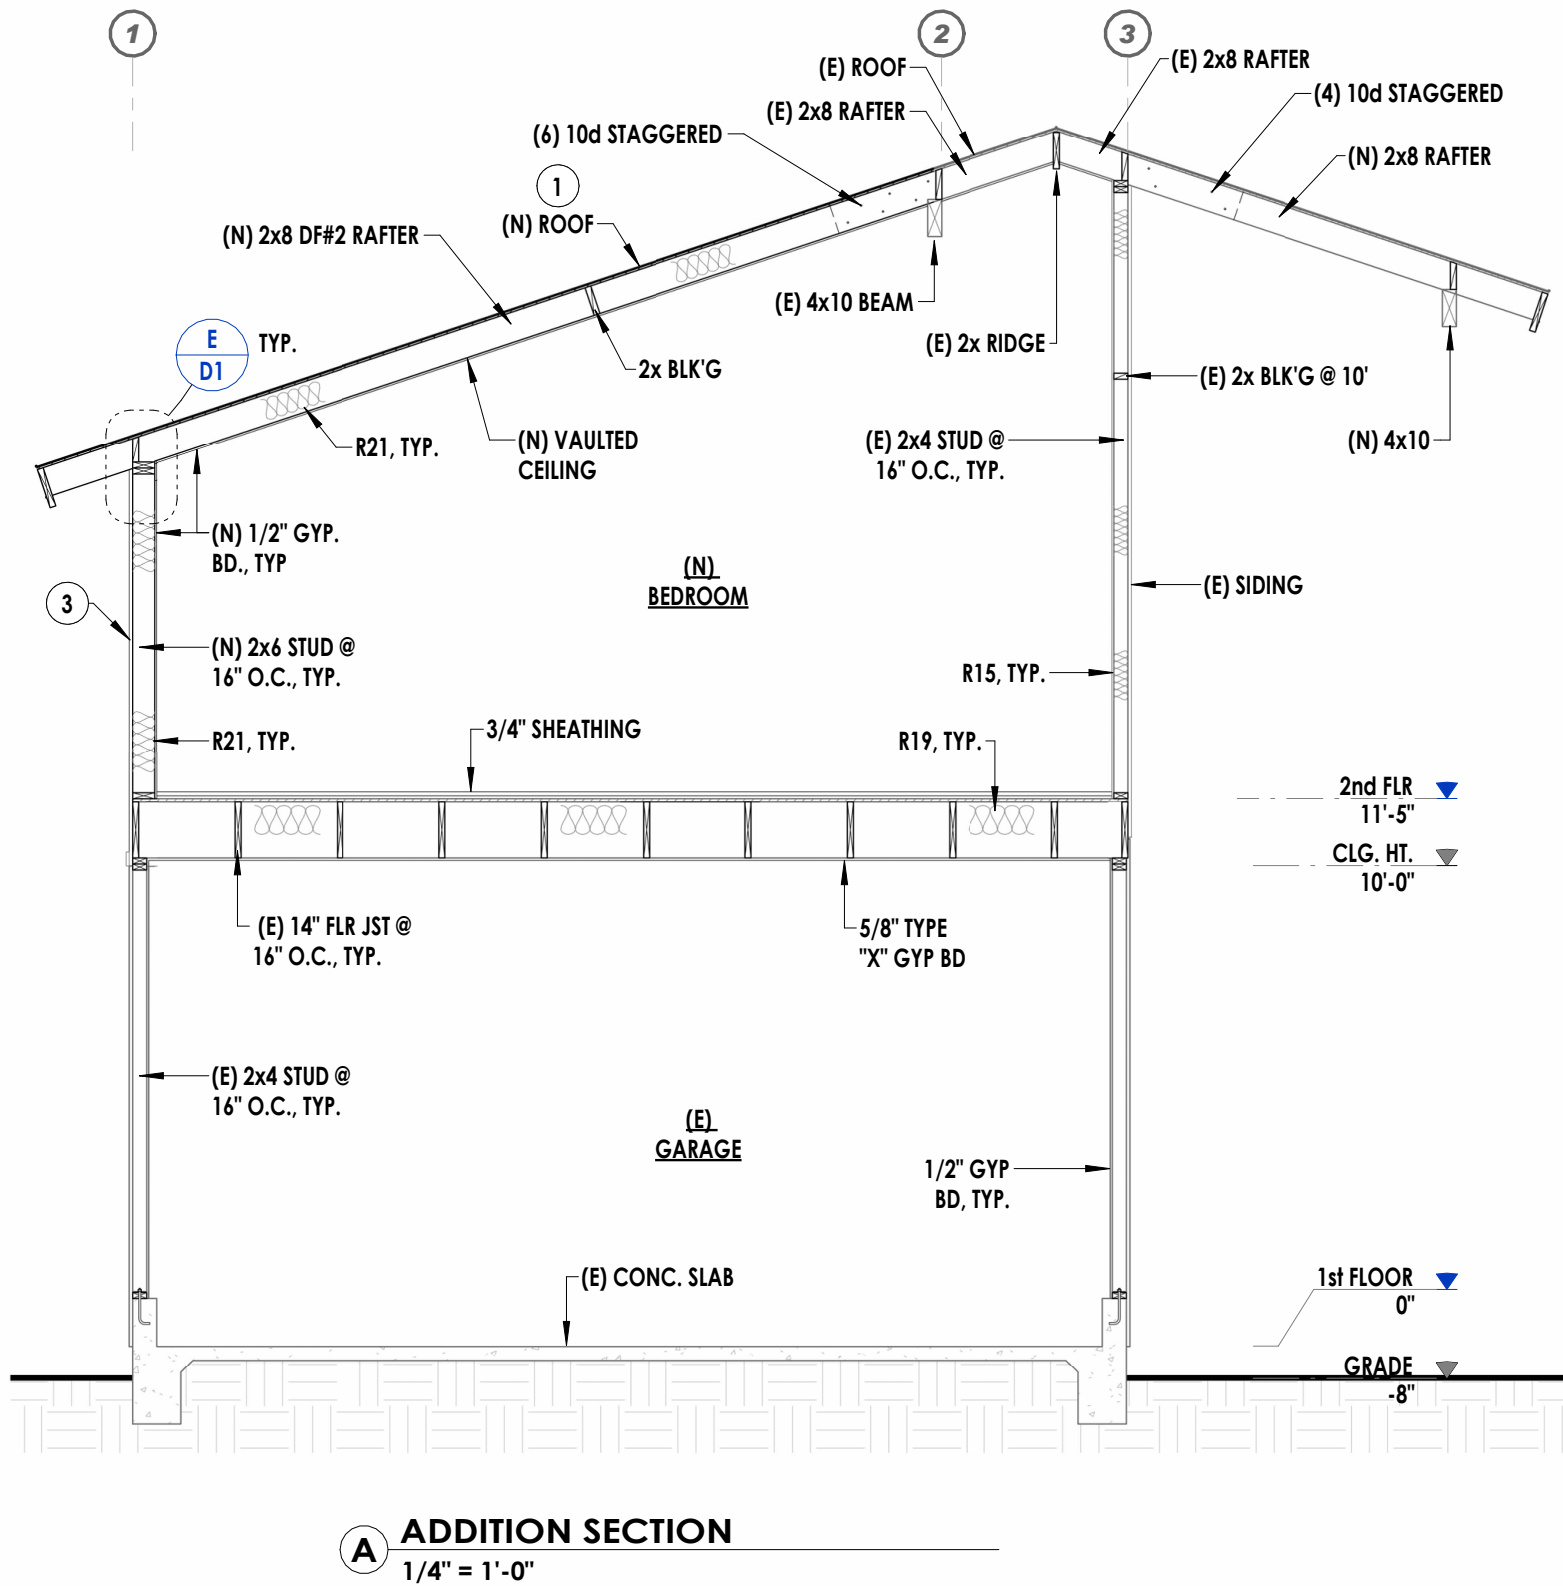 1
2
3
(E) ROOF
(E) 2x8 RAFTER
(E) 2x8 RAFTER
(4) 10d STAGGERED
(6) 10d STAGGERED
(N) 2x8 RAFTER
1
(N) ROOF
(N) 2x8 DF#2 RAFTER
(E) 4x10 BEAM
E
D1
TYP.
(E) 2x RIDGE
2x BLK'G
(E) 2x BLK'G @ 10'
R21, TYP.
(N) VAULTED
CEILING
(E) 2x4 STUD @
16" O.C., TYP.
(N) 4x10
(N) 1/2" GYP.
BD., TYP
(N)
BEDROOM
(E) SIDING
3
(N) 2x6 STUD @
16" O.C., TYP.
R15, TYP.
R21, TYP.
3/4" SHEATHING
R19, TYP.
2nd FLR
11'-5"
CLG. HT.
10'-0"
(E) 14" FLR JST @
16" O.C., TYP.
5/8" TYPE
"X" GYP BD
(E) 2x4 STUD @
16" O.C., TYP.
(E)
GARAGE
1/2" GYP
BD, TYP.
(E) CONC. SLAB
1st FLOOR
0"
GRADE
-8"
A
ADDITION SECTION
1/4" = 1'-0"